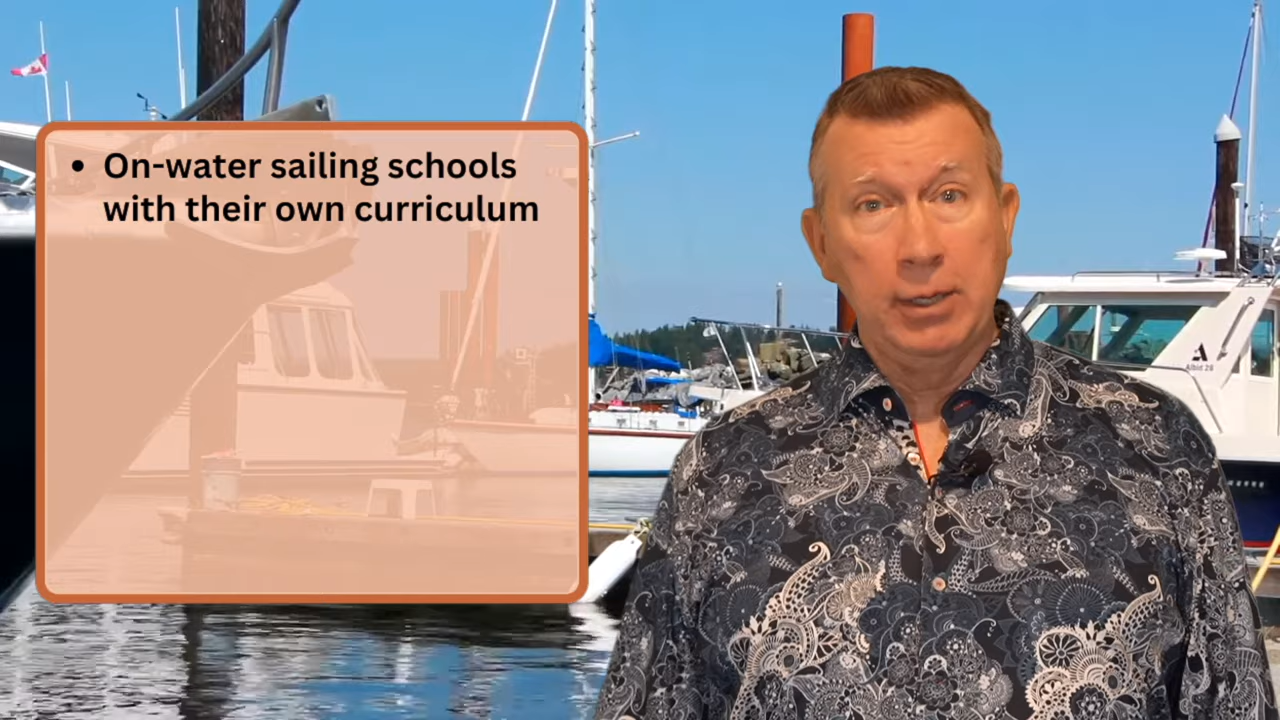 • On-water sailing schools
with their own curriculum
A
Albin 28